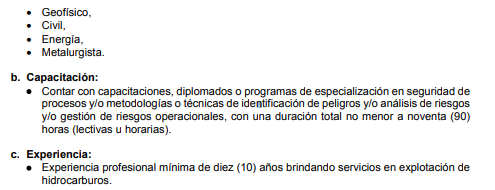 • Geofísico,
• Civil,
• Energía,
• Metalurgista.
b. Capacitación:
• Contar con capacitaciones, diplomados o programas de especialización en seguridad de
procesos y/o metodologías o técnicas de identificación de peligros y/o análisis de riesgos
y/o gestión de riesgos operacionales, con una duración total no menor a noventa (90)
horas (lectivas u horarias).
c. Experiencia:
• Experiencia profesional mínima de diez (10) años brindando servicios en explotación de
hidrocarburos.